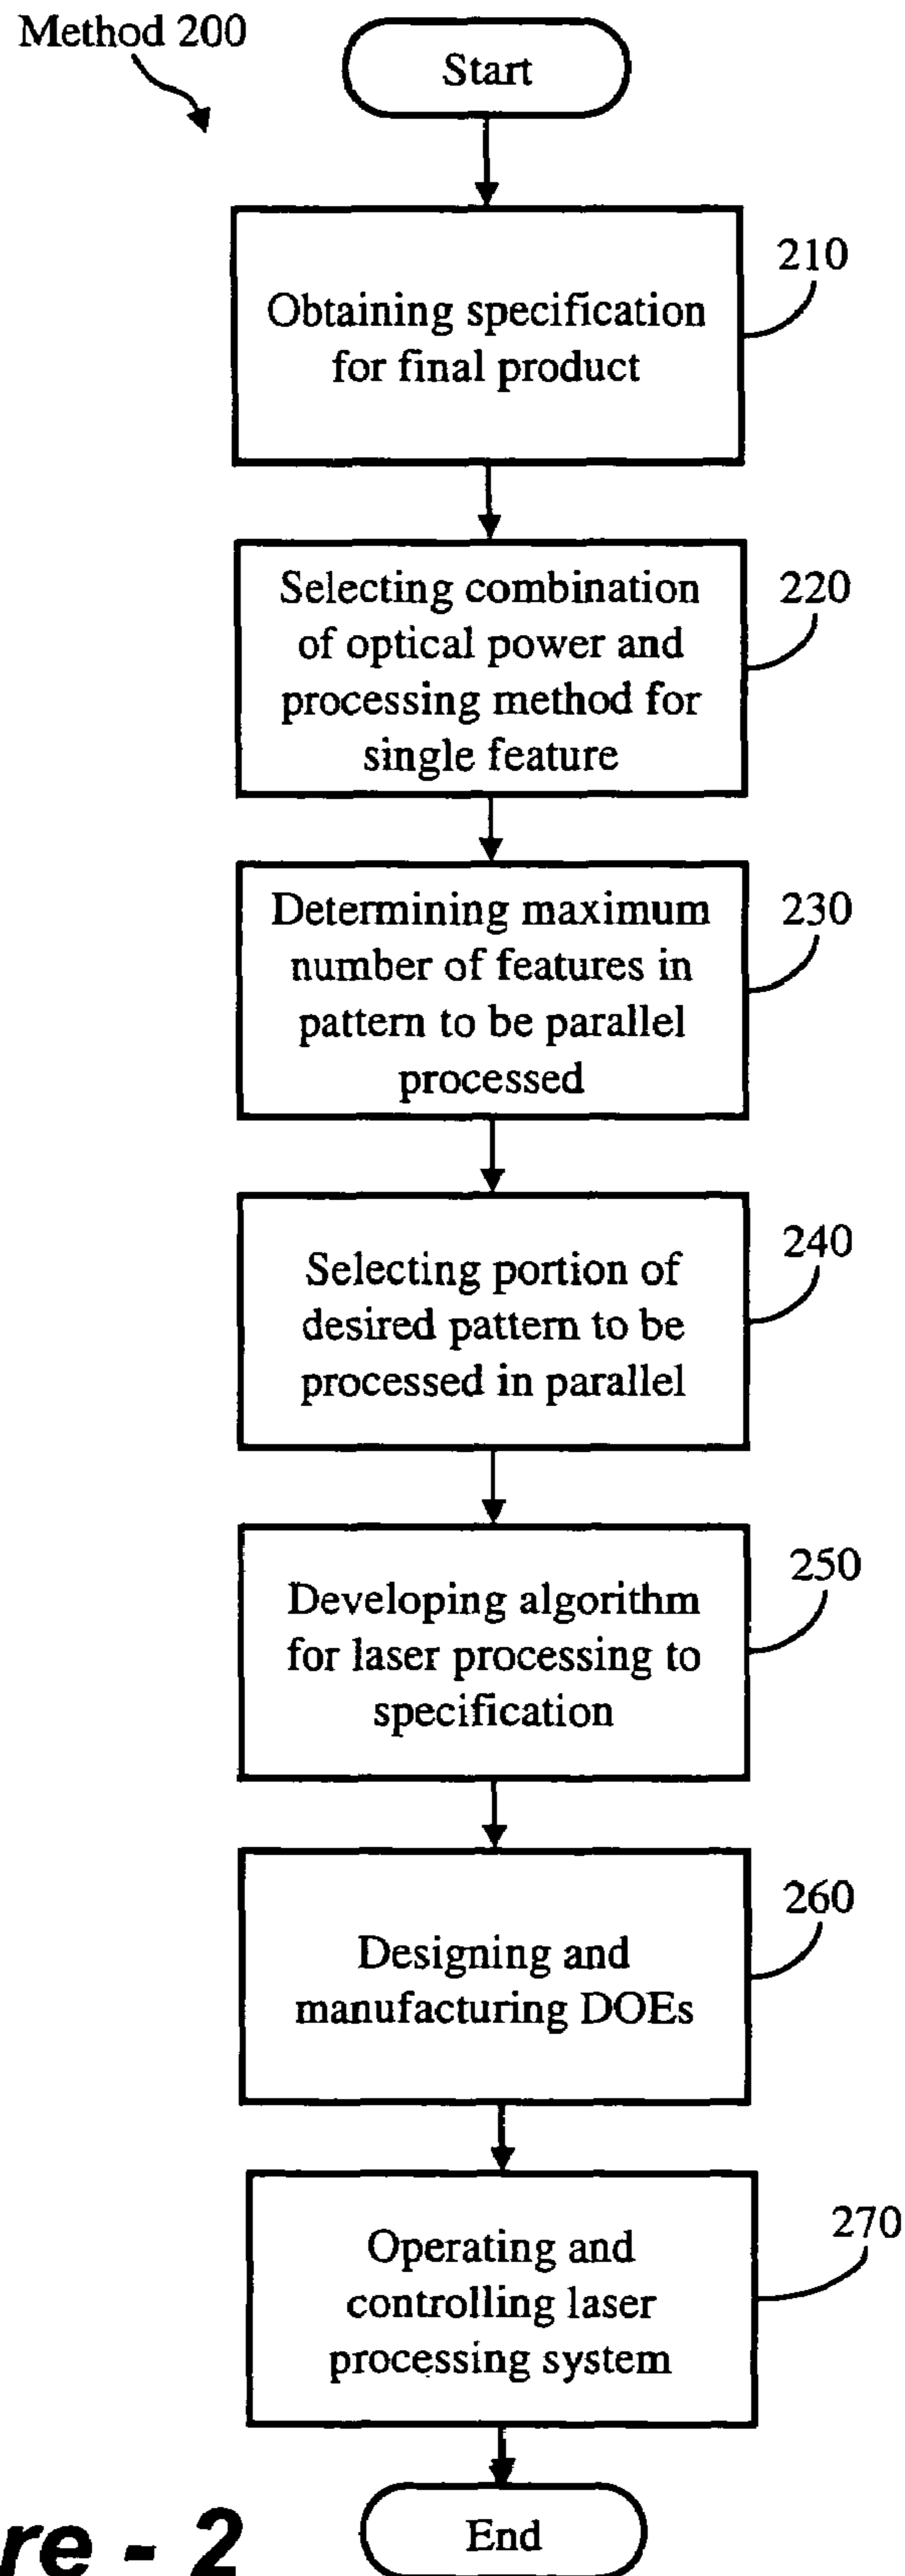 Method 200
Start
210
Obtaining specification
for final product
220
Selecting combination
of optical power and
processing method for
single feature
230
Determining maximum
number of features in
pattern to be parallel
processed
240
Selecting portion of
desired pattern to be
processed in parallel
250
Developing algorithm
for laser processing to
specification
260
Designing and
manufacturing DOEs
270
Operating and
controlling laser
processing system
End
re - 2